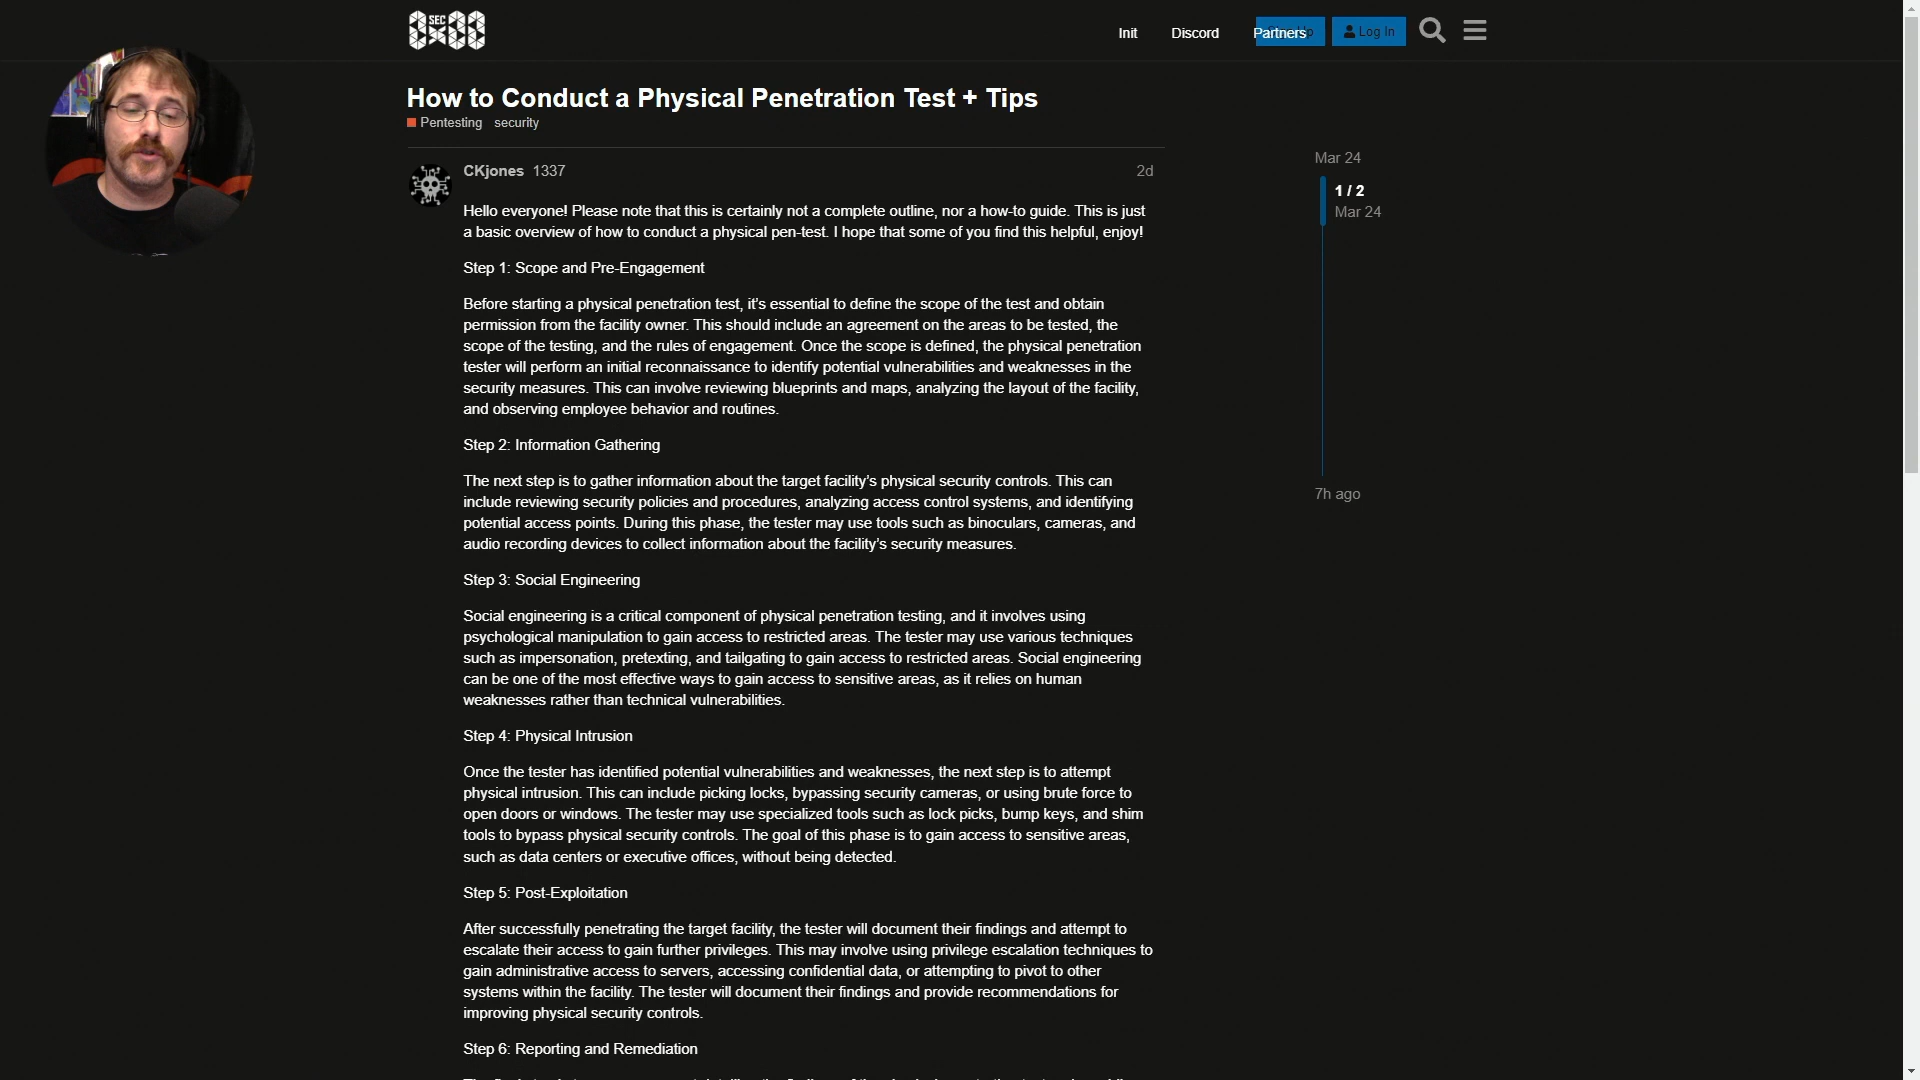 SEC
0x00
Init
Discord
Partners
Log In
How to Conduct a Physical Penetration Test + Tips
Pentesting security
CKjones 1337
2d
Mar 24
1 / 2
Mar 24
7h ago
Hello everyone! Please note that this is certainly not a complete outline, nor a how-to guide. This is just
a basic overview of how to conduct a physical pen-test. I hope that some of you find this helpful, enjoy!
Step 1: Scope and Pre-Engagement
Before starting a physical penetration test, it’s essential to define the scope of the test and obtain
permission from the facility owner. This should include an agreement on the areas to be tested, the
scope of the testing, and the rules of engagement. Once the scope is defined, the physical penetration
tester will perform an initial reconnaissance to identify potential vulnerabilities and weaknesses in the
security measures. This can involve reviewing blueprints and maps, analyzing the layout of the facility,
and observing employee behavior and routines.
Step 2: Information Gathering
The next step is to gather information about the target facility’s physical security controls. This can
include reviewing security policies and procedures, analyzing access control systems, and identifying
potential access points. During this phase, the tester may use tools such as binoculars, cameras, and
audio recording devices to collect information about the facility’s security measures.
Step 3: Social Engineering
Social engineering is a critical component of physical penetration testing, and it involves using
psychological manipulation to gain access to restricted areas. The tester may use various techniques
such as impersonation, pretexting, and tailgating to gain access to restricted areas. Social engineering
can be one of the most effective ways to gain access to sensitive areas, as it relies on human
weaknesses rather than technical vulnerabilities.
Step 4: Physical Intrusion
Once the tester has identified potential vulnerabilities and weaknesses, the next step is to attempt
physical intrusion. This can include picking locks, bypassing security cameras, or using brute force to
open doors or windows. The tester may use specialized tools such as lock picks, bump keys, and shim
tools to bypass physical security controls. The goal of this phase is to gain access to sensitive areas,
such as data centers or executive offices, without being detected.
Step 5: Post-Exploitation
After successfully penetrating the target facility, the tester will document their findings and attempt to
escalate their access to gain further privileges. This may involve using privilege escalation techniques to
gain administrative access to servers, accessing confidential data, or attempting to pivot to other
systems within the facility. The tester will document their findings and provide recommendations for
improving physical security controls.
Step 6: Reporting and Remediation